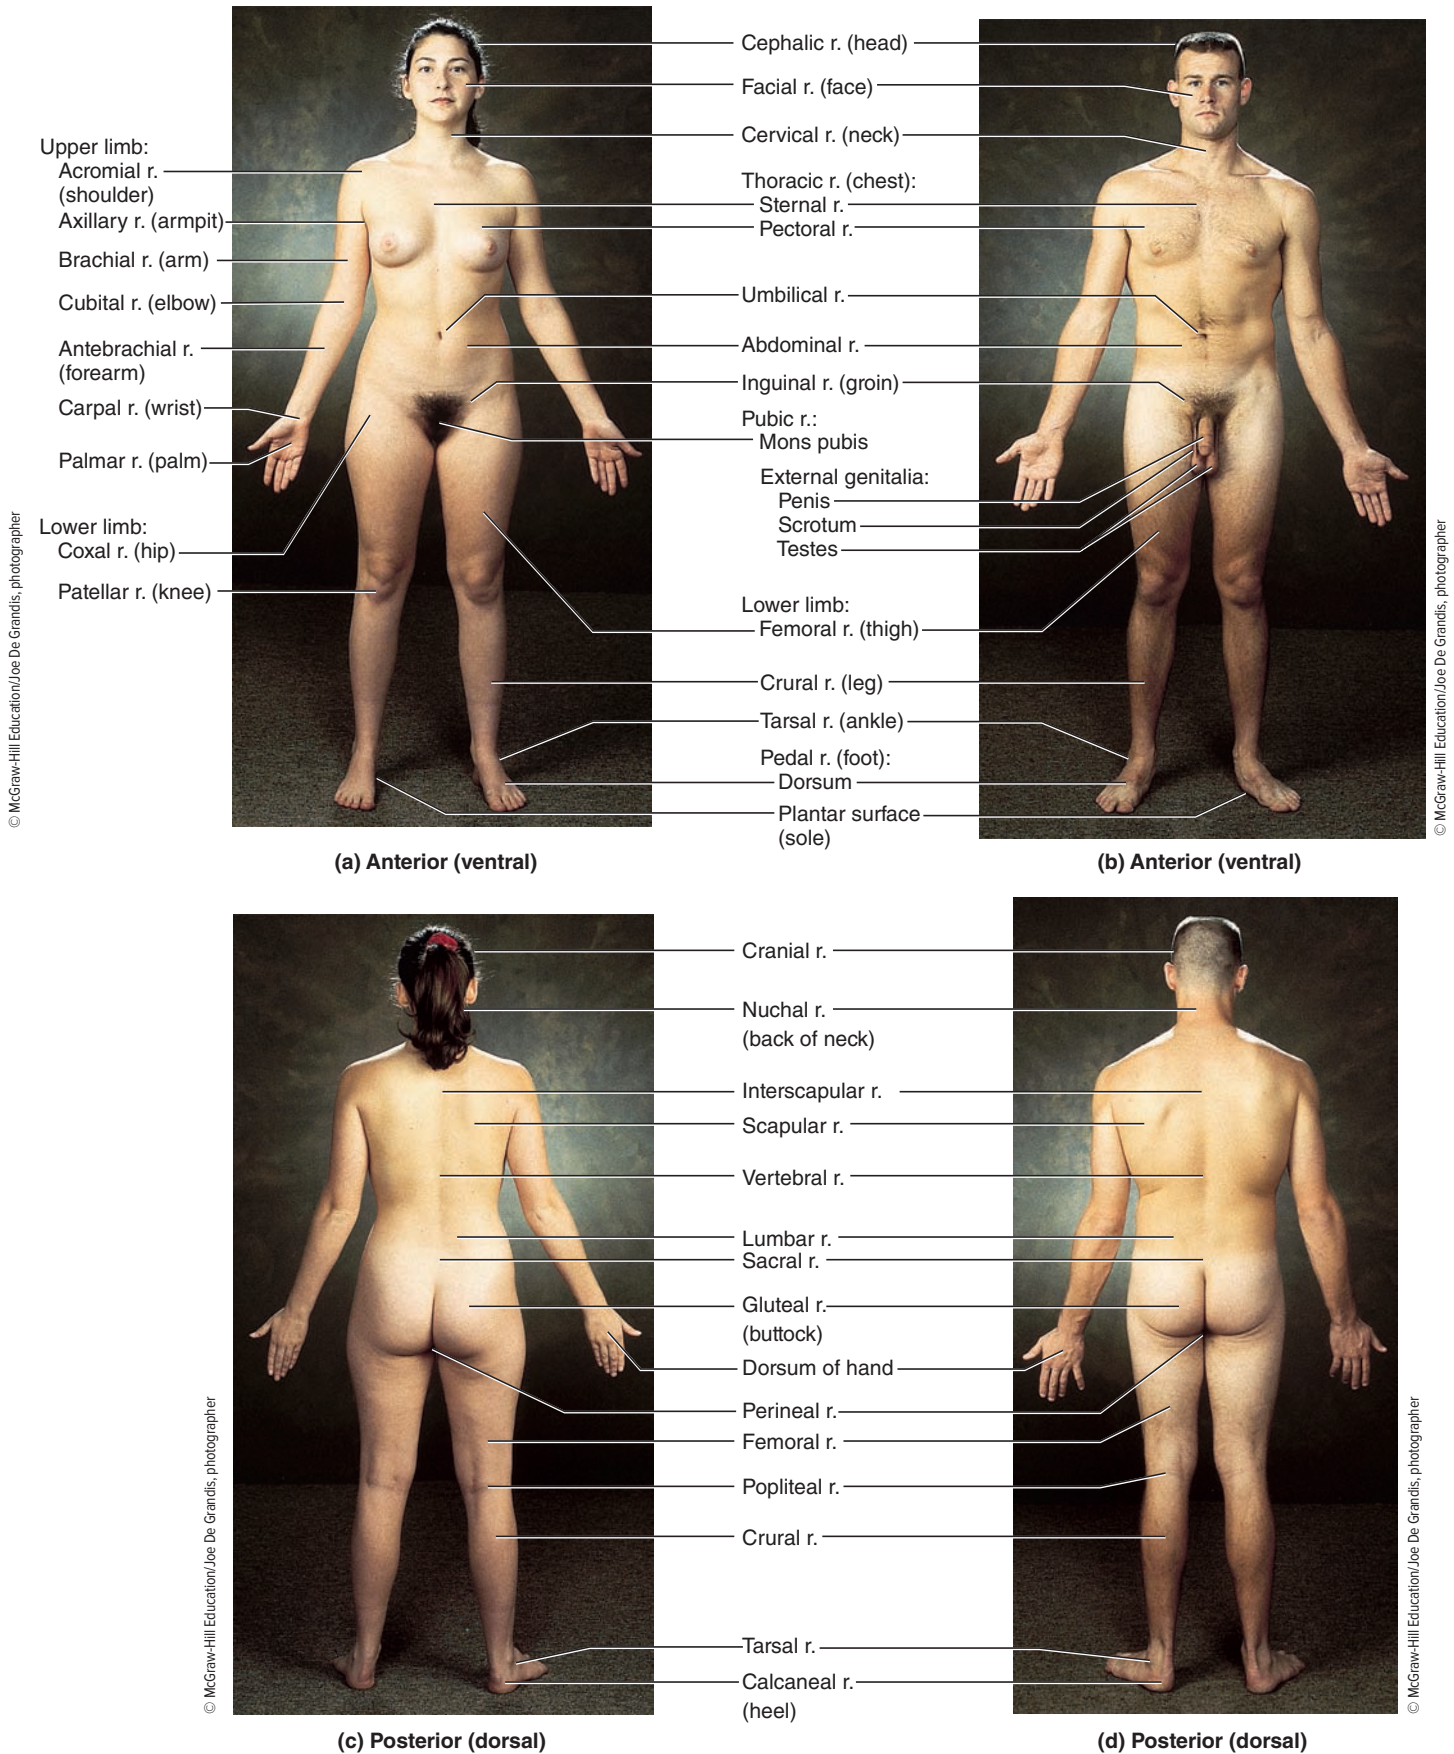 Cephalic r. (head)
Facial r. (face)
Cervical r. (neck)
Upper limb:
Acromial r.
(shoulder)
Axillary r. (armpit)
Brachial r. (arm)
Cubital r. (elbow)
Antebrachial r.
(forearm)
Carpal r. (wrist)
Palmar r. (palm)
Lower limb:
Coxal r. (hip)
Patellar r. (knee)
Thoracic r. (chest):
Sternal r.
Pectoral r.
Umbilical r.
Abdominal r.
Inguinal r. (groin)
Pubic r.:
Mons pubis
External genitalia:
Penis
Scrotum
Testes
Lower limb:
Femoral r. (thigh)
Crural r. (leg)
Tarsal r. (ankle)
Pedal r. (foot):
Dorsum
Plantar surface
(sole)
© McGraw-Hill Education/Joe De Grandis, photographer
© McGraw-Hill Education/Joe De Grandis, photographer
(a) Anterior (ventral)
(b) Anterior (ventral)
Cranial r.
Nuchal r.
(back of neck)
Interscapular r.
Scapular r.
Vertebral r.
Lumbar r.
Sacral r.
Gluteal r.
(buttock)
Dorsum of hand
Perineal r.
Femoral r.
Popliteal r.
Crural r.
Tarsal r.
Calcaneal r.
(heel)
© McGraw-Hill Education/Joe De Grandis, photographer
© McGraw-Hill Education/Joe De Grandis, photographer
(c) Posterior (dorsal)
(d) Posterior (dorsal)